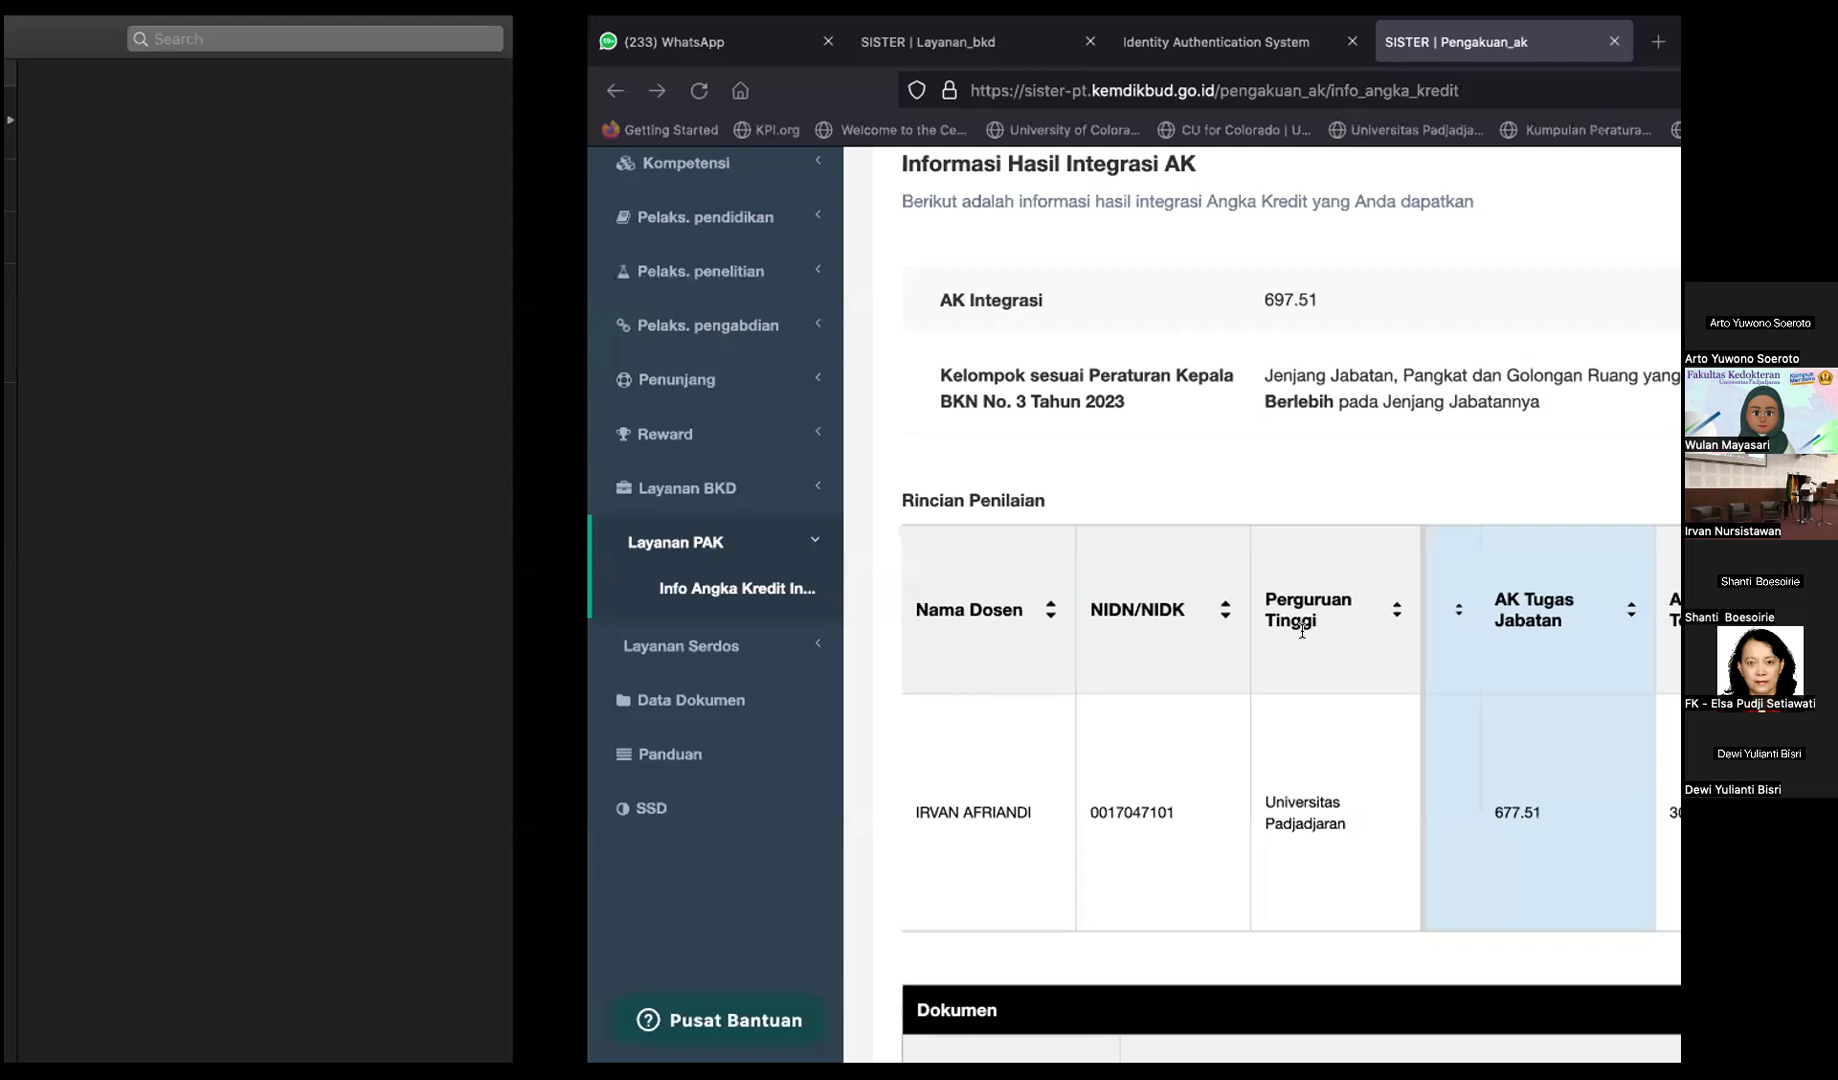 Search
(233) WhatsApp
SISTER | Layanan_bkd
Identity Authentication System
SISTER | Pengakuan_ak
https://sister-pt.kemdikbud.go.id/pengakuan_ak/info_angka_kredit
Getting Started
KPI.org
Welcome to the Ce...
University of Colora...
CU for Colorado | U...
Universitas Padjadja...
Kumpulan Peratura...
Kompetensi
Pelaks. pendidikan
Pelaks. penelitian
Pelaks. pengabdian
Penunjang
Reward
Layanan BKD
Layanan PAK
Info Angka Kredit In...
Layanan Serdos
Data Dokumen
Panduan
SSD
Pusat Bantuan
Informasi Hasil Integrasi AK
Berikut adalah informasi hasil integrasi Angka Kredit yang Anda dapatkan
AK Integrasi
697.51
Kelompok sesuai Peraturan Kepala
BKN No. 3 Tahun 2023
Jenjang Jabatan, Pangkat dan Golongan Ruang yang
Berlebih pada Jenjang Jabatannya
Rincian Penilaian
Nama Dosen
NIDN/NIDK
Perguruan
Tinggi
AK Tugas
Jabatan
IRVAN AFRIANDI
0017047101
Universitas
Padjadjaran
677.51
Dokumen
Arto Yuwono Soeroto
Arto Yuwono Soeroto
Fakultas Kedokteran
Universitas Padjadjaran
Kampus
Merdeka
Wulan Mayasari
Irvan Nursistawan
Shanti Boesoirie
Shanti Boesoirie
FK - Elsa Pudji Setiawati
Dewi Yulianti Bisri
Dewi Yulianti Bisri